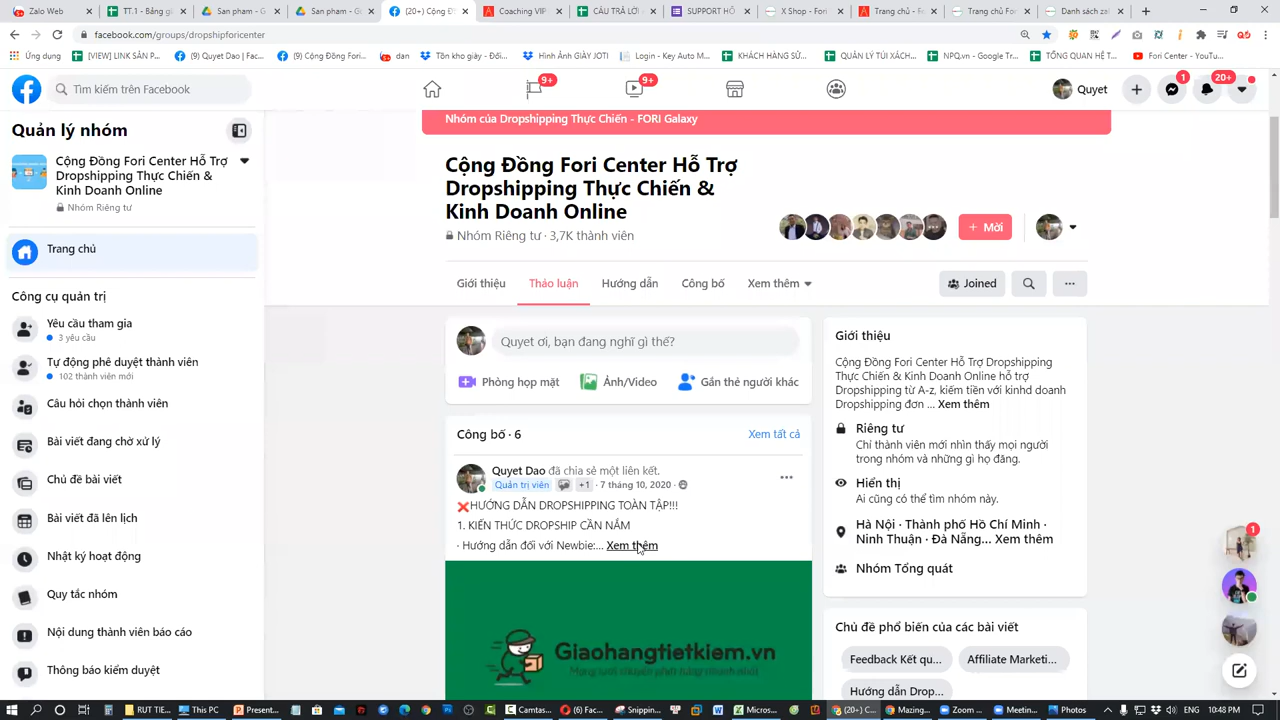 Zalo Web
TT.1 - Bảng g
San phẩm - G
San phẩm - G
(20+) Cộng Đ
Coaching VIP
CÂU TRẢ LỜI
SUPPORT HỖ
X Shop - Fori
Trang chủ - F
Trang chủ For
Danh sách zal
facebook.com/groups/dropshipforicenter
Ứng dụng
[VIEW] LINK SẢN P...
(9) Quyet Dao | Fac...
(9) Cộng Đồng Fori...
dan
Tồn kho giày - Đối...
Hình Ảnh GIÀY JOTI
Login - Key Auto M...
KHÁCH HÀNG SỬ...
QUẢN LÝ TÚI XÁCH...
NPQ.vn - Google Tr...
TỔNG QUAN HỆ T...
Fori Center - YouTu...
Tìm kiếm trên Facebook
9+
9+
Quyet
1
20+
Quản lý nhóm
Cộng Đồng Fori Center Hỗ Trợ
Dropshipping Thực Chiến &
Kinh Doanh Online
Nhóm Riêng tư
Trang chủ
Công cụ quản trị
Yêu cầu tham gia
3 yêu cầu
Tự động phê duyệt thành viên
102 thành viên mới
Câu hỏi chọn thành viên
Bài viết đang chờ xử lý
Chủ đề bài viết
Bài viết đã lên lịch
Nhật ký hoạt động
Quy tắc nhóm
Nội dung thành viên báo cáo
Thông báo kiểm duyệt
Nhóm của Dropshipping Thực Chiến - FORI Galaxy
Cộng Đồng Fori Center Hỗ Trợ
Dropshipping Thực Chiến &
Kinh Doanh Online
Nhóm Riêng tư · 3,7K thành viên
+ Mời
Giới thiệu
Thảo luận
Hướng dẫn
Công bố
Xem thêm
Joined
Quyet ơi, bạn đang nghĩ gì thế?
Phòng họp mặt
Ảnh/Video
Gắn thẻ người khác
Công bố · 6
Xem tất cả
Quyet Dao đã chia sẻ một liên kết.
Quản trị viên
+1 · 7 tháng 10, 2020 ·
❌HƯỚNG DẪN DROPSHIPPING TOÀN TẬP!!!
1. KIẾN THỨC DROPSHIP CẦN NẮM
· Hướng dẫn đối với Newbie:... Xem thêm
Giaohangtietkiem.vn
Giới thiệu
Cộng Đồng Fori Center Hỗ Trợ Dropshipping
Thực Chiến & Kinh Doanh Online hỗ trợ
Dropshipping từ A-z, kiếm tiền với kinhd doanh
Dropshipping đơn ... Xem thêm
Riêng tư
Chỉ thành viên mới nhìn thấy mọi người
trong nhóm và những gì họ đăng.
Hiển thị
Ai cũng có thể tìm nhóm này.
Hà Nội · Thành phố Hồ Chí Minh ·
Ninh Thuận · Đà Nẵng... Xem thêm
Nhóm Tổng quát
Chủ đề phổ biến của các bài viết
Feedback Kết qu...
Affiliate Marketi...
Hướng dẫn Drop...
1
RUT TIE...
This PC
Present...
Camtas...
(6) Fac...
Snippin...
Micros...
(20+) C...
Mazing...
Zoom ...
Meetin...
Photos
ENG
10:48 PM